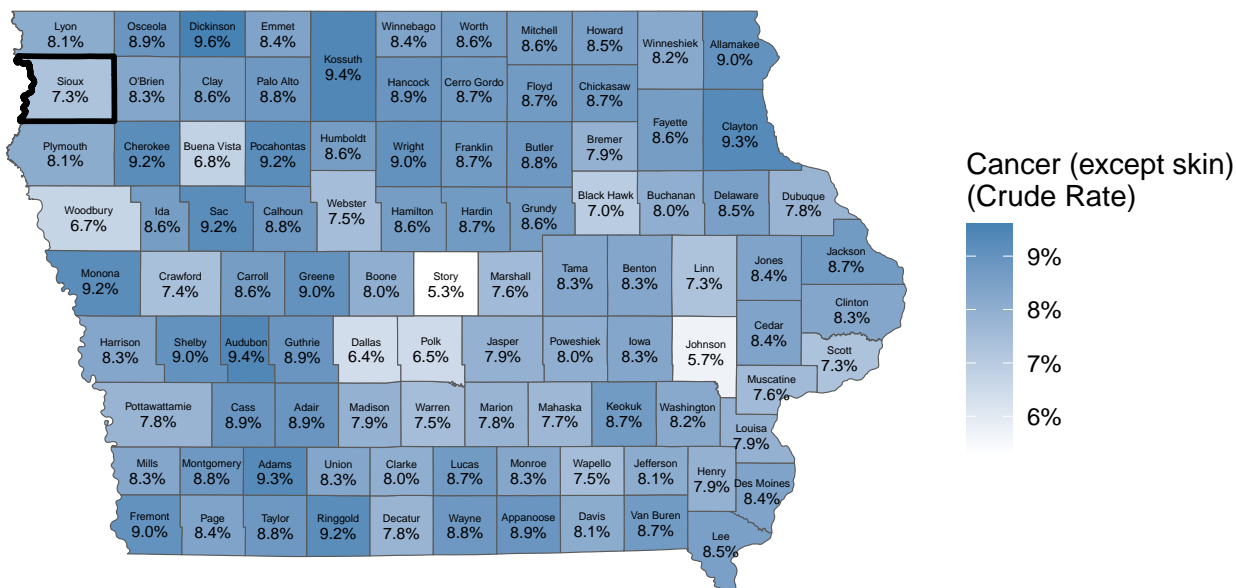 Lyon
8.1%
Osceola
8.9%
Dickinson
9.6%
Emmet
8.4%
Kossuth
9.4%
Winnebago
8.4%
Worth
8.6%
Mitchell
8.6%
Howard
8.5%
Winneshiek
8.2%
Allamakee
9.0%
Sioux
7.3%
O'Brien
8.3%
Clay
8.6%
Palo Alto
8.8%
Hancock
8.9%
Cerro Gordo
8.7%
Floyd
8.7%
Chickasaw
8.7%
Fayette
8.6%
Clayton
9.3%
Plymouth
8.1%
Cherokee
9.2%
Buena Vista
6.8%
Pocahontas
9.2%
Humboldt
8.6%
Wright
9.0%
Franklin
8.7%
Butler
8.8%
Bremer
7.9%
Woodbury
6.7%
Ida
8.6%
Sac
9.2%
Calhoun
8.8%
Webster
7.5%
Hamilton
8.6%
Hardin
8.7%
Grundy
8.6%
Black Hawk
7.0%
Buchanan
8.0%
Delaware
8.5%
Dubuque
7.8%
Monona
9.2%
Crawford
7.4%
Carroll
8.6%
Greene
9.0%
Boone
8.0%
Story
5.3%
Marshall
7.6%
Tama
8.3%
Benton
8.3%
Linn
7.3%
Jones
8.4%
Jackson
8.7%
Clinton
8.3%
Harrison
8.3%
Shelby
9.0%
Audubon
9.4%
Guthrie
8.9%
Dallas
6.4%
Polk
6.5%
Jasper
7.9%
Poweshiek
8.0%
Iowa
8.3%
Johnson
5.7%
Cedar
8.4%
Scott
7.3%
Muscatine
7.6%
Pottawattamie
7.8%
Cass
8.9%
Adair
8.9%
Madison
7.9%
Warren
7.5%
Marion
7.8%
Mahaska
7.7%
Keokuk
8.7%
Washington
8.2%
Louisa
7.9%
Mills
8.3%
Montgomery
8.8%
Adams
9.3%
Union
8.3%
Clarke
8.0%
Lucas
8.7%
Monroe
8.3%
Wapello
7.5%
Jefferson
8.1%
Henry
7.9%
Des Moines
8.4%
Fremont
9.0%
Page
8.4%
Taylor
8.8%
Ringgold
9.2%
Decatur
7.8%
Wayne
8.8%
Appanoose
8.9%
Davis
8.1%
Van Buren
8.7%
Lee
8.5%
Cancer (except skin)
(Crude Rate)
9%
8%
7%
6%